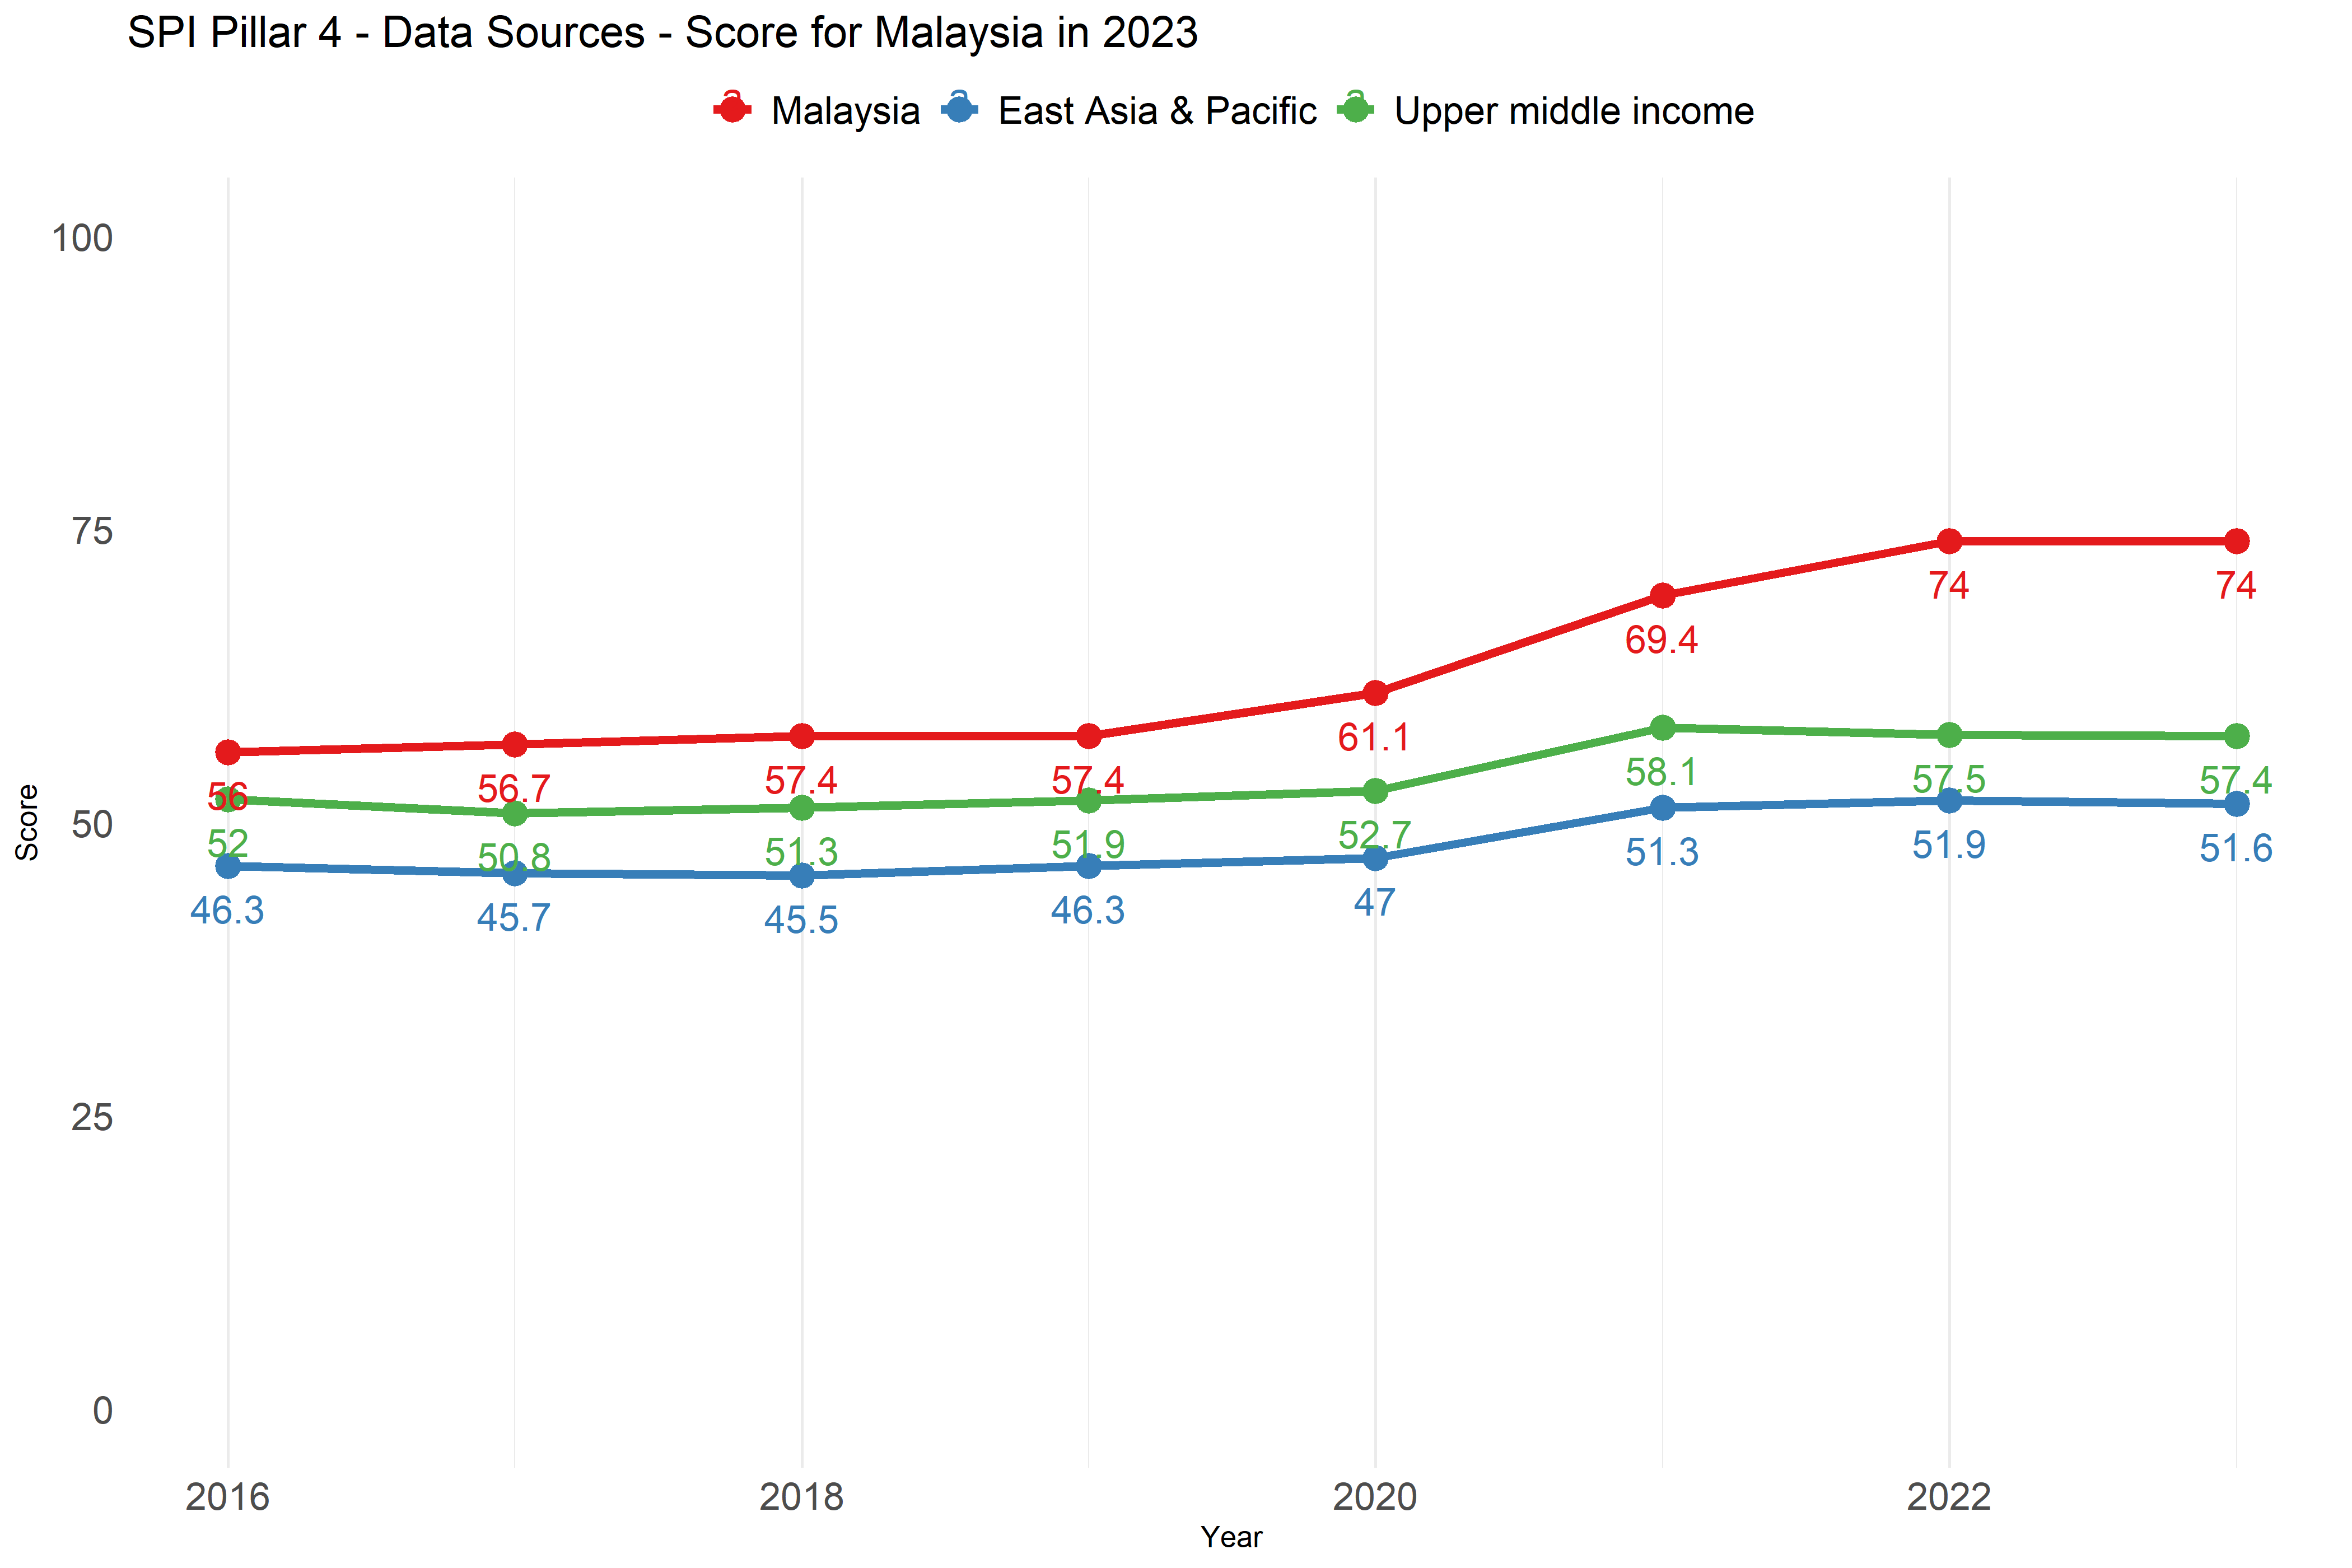 SPI Pillar 4 - Data Sources - Score for Malaysia in 2023
Malaysia East Asia & Pacific Upper middle income
100
75
50
25
0
Score
74 74
69.4
61.1
56 56.7 57.4 57.4
58.1 57.5 57.4
52 50.8 51.3 51.9 52.7
51.3 51.9 51.6
46.3 45.7 45.5 46.3 47
2016 2018 2020 2022
Year